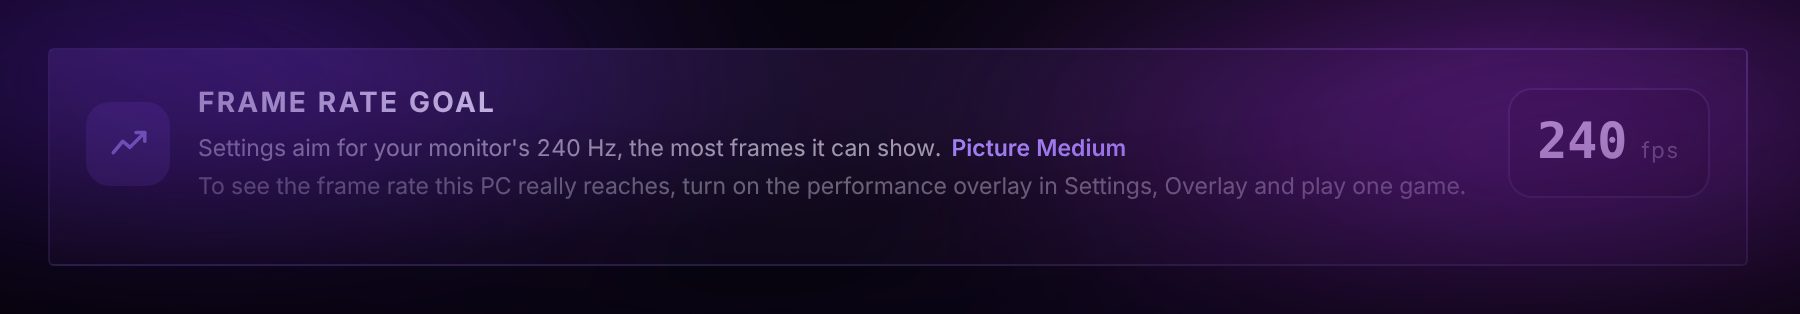 FRAME RATE GOAL
Settings aim for your monitor's 240 Hz, the most frames it can show. Picture Medium
To see the frame rate this PC really reaches, turn on the performance overlay in Settings, Overlay and play one game.
240 fps